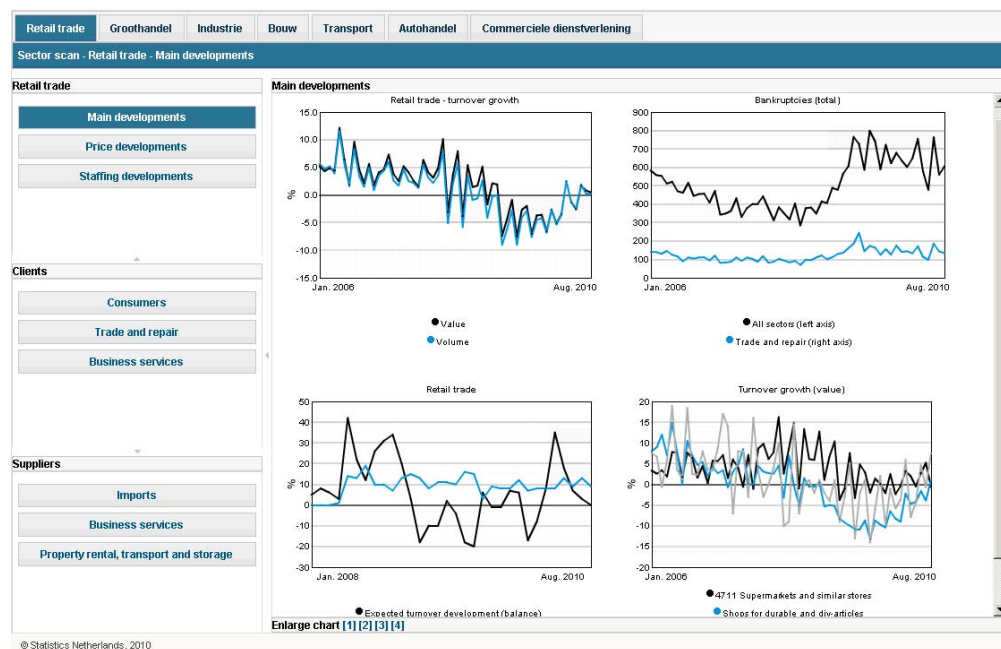 Retail trade Groothandel Industrie Bouw Transport Autohandel Commerciele dienstverlening
Sector scan - Retail trade - Main developments
Retail trade
Main developments
Price developments
Staffing developments
Clients
Consumers
Trade and repair
Business services
Suppliers
Imports
Business services
Property rental, transport and storage
Main developments
Retail trade - turnover growth
15.0
10.0
5.0
0.0
-5.0
-10.0
-15.0
%
Jan. 2006 Aug. 2010
Value
Volume
Bankruptcies (total)
900
800
700
600
500
400
300
200
100
0
Jan. 2006 Aug. 2010
All sectors (left axis)
Trade and repair (right axis)
Retail trade
50
40
30
20
10
0
-10
-20
-30
%
Jan. 2008 Aug. 2010
Expected turnover development (balance)
Turnover growth (value)
20
15
10
5
0
-5
-10
-15
-20
%
Jan. 2006 Aug. 2010
4711 Supermarkets and similar stores
Shops for durable and div-articles
Enlarge chart [1] [2] [3] [4]
© Statistics Netherlands, 2010